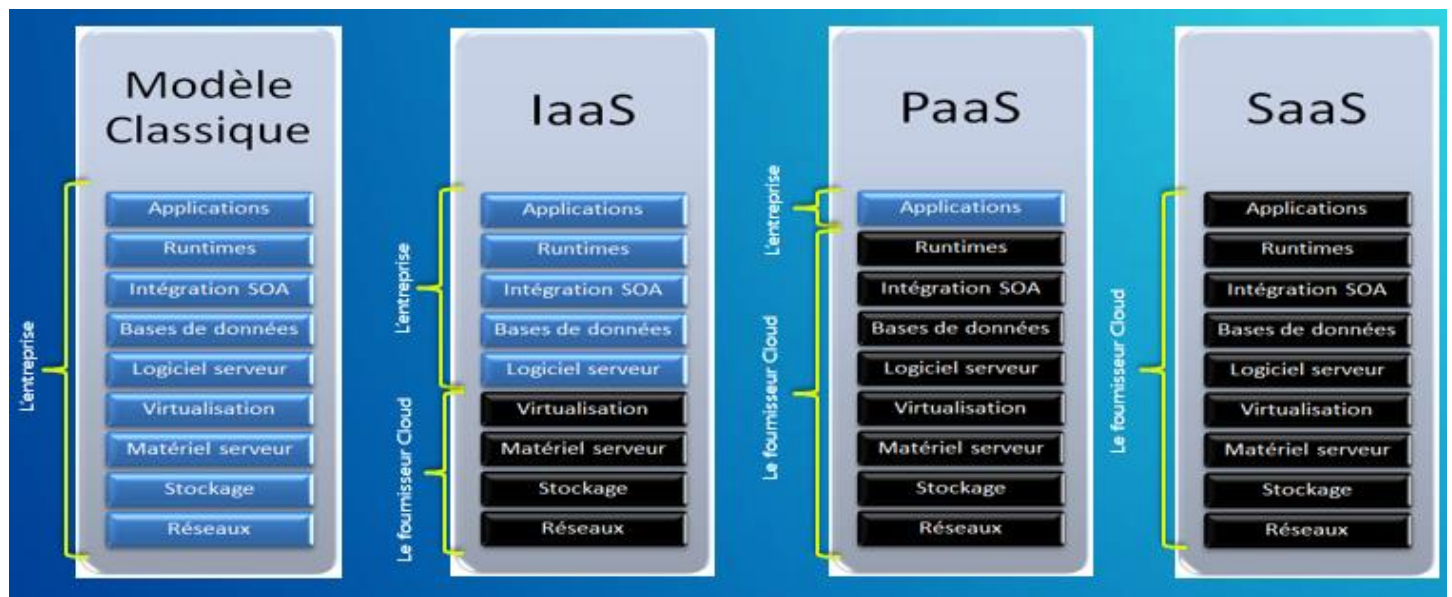 Modèle
Classique
L'entreprise
Applications
Runtimes
Intégration SOA
Bases de données
Logiciel serveur
Virtualisation
Matériel serveur
Stockage
Réseaux
IaaS
L'entreprise
Le fournisseur Cloud
Applications
Runtimes
Intégration SOA
Bases de données
Logiciel serveur
Virtualisation
Matériel serveur
Stockage
Réseaux
PaaS
L'entreprise
Le fournisseur Cloud
Applications
Runtimes
Intégration SOA
Bases de données
Logiciel serveur
Virtualisation
Matériel serveur
Stockage
Réseaux
SaaS
Le fournisseur Cloud
Applications
Runtimes
Intégration SOA
Bases de données
Logiciel serveur
Virtualisation
Matériel serveur
Stockage
Réseaux